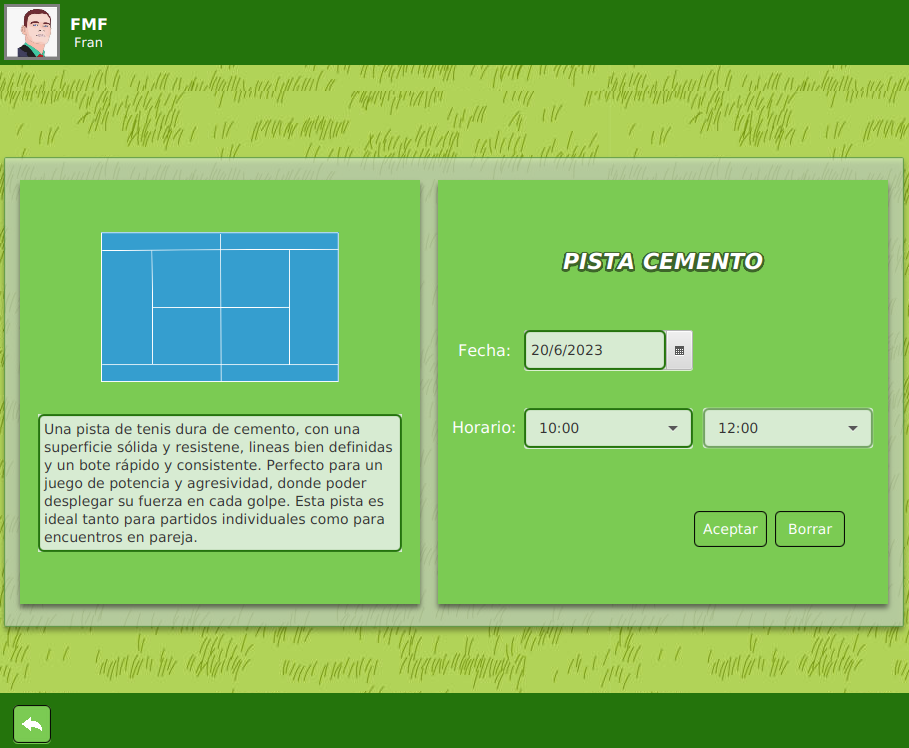 FMF
Fran
Una pista de tenis dura de cemento, con una
superficie sólida y resistene, lineas bien definidas
y un bote rápido y consistente. Perfecto para un
juego de potencia y agresividad, donde poder
desplegar su fuerza en cada golpe. Esta pista es
ideal tanto para partidos individuales como para
encuentros en pareja.
PISTA CEMENTO
Fecha: 20/6/2023
Horario: 10:00 12:00
Aceptar Borrar